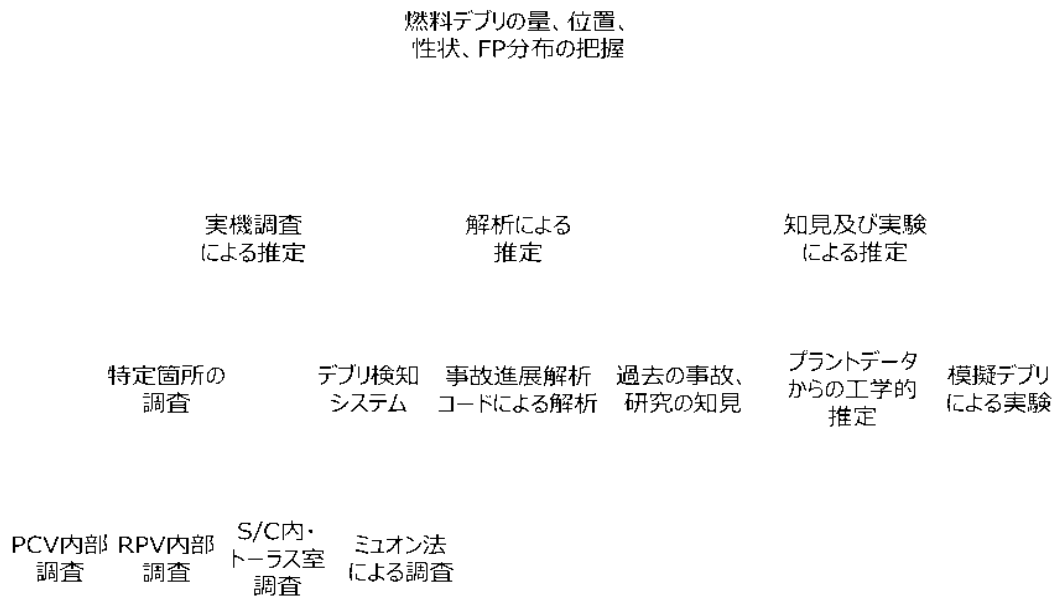 燃料デブリの量、位置、
性状、FP分布の把握
実機調査
による推定
解析による
推定
知見及び実験
による推定
特定箇所の
調査
デブリ検知
システム
事故進展解析
コードによる解析
過去の事故、
研究の知見
プラントデータ
からの工学的
推定
模擬デブリ
による実験
PCV内部
調査
RPV内部
調査
S/C内・
トーラス室
調査
ミュオン法
による調査